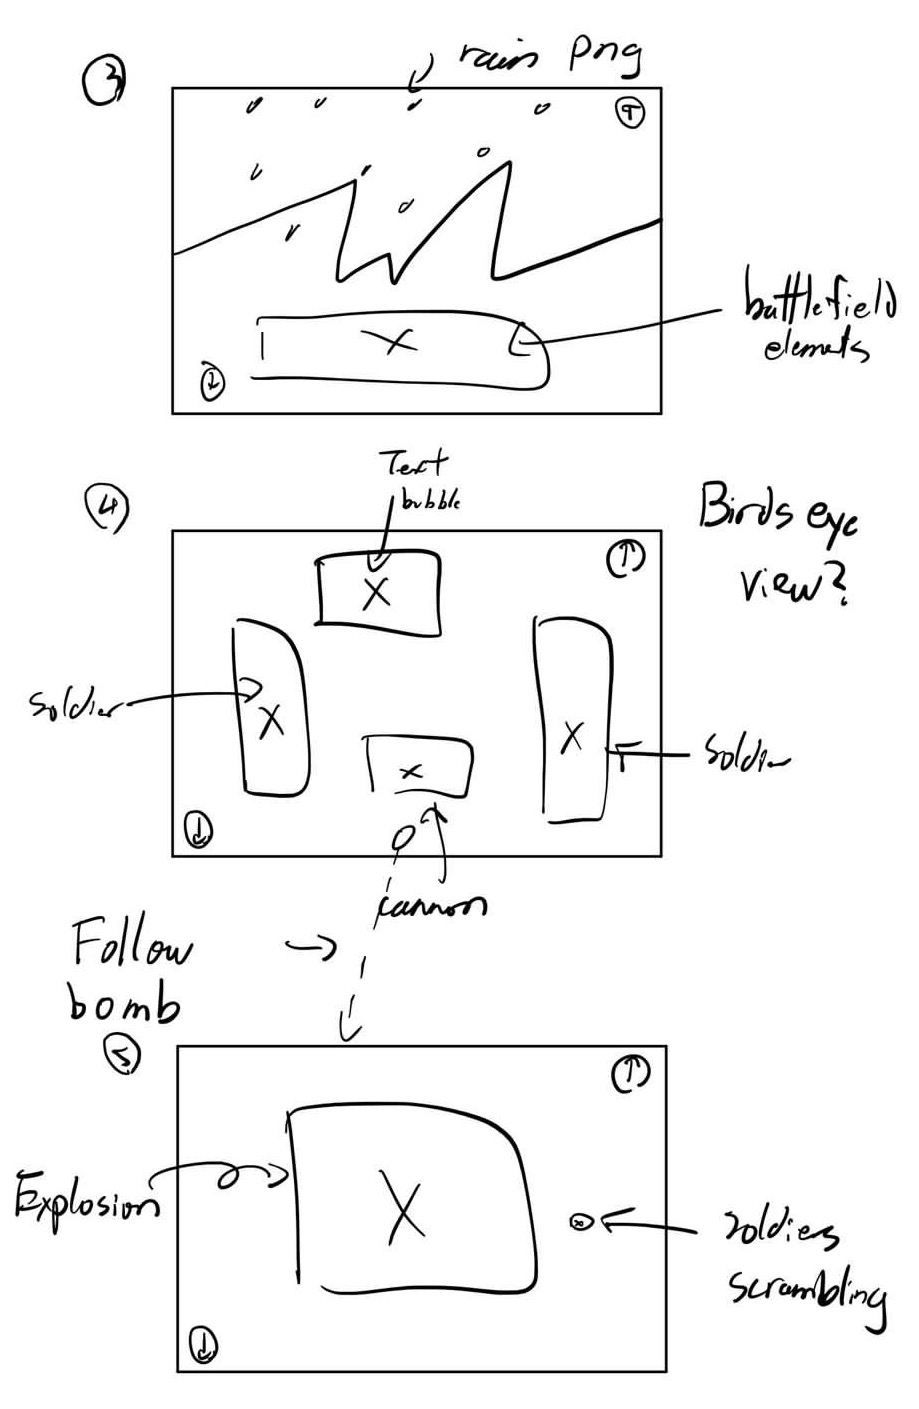 ③
rain png
battlefield
elements
④
Text
bubble
Birds eye
view?
Soldier
X
X
X
X
X
Soldier
cannon
Follow
bomb
⑤
Explosion
X
Soldiers
scrambling